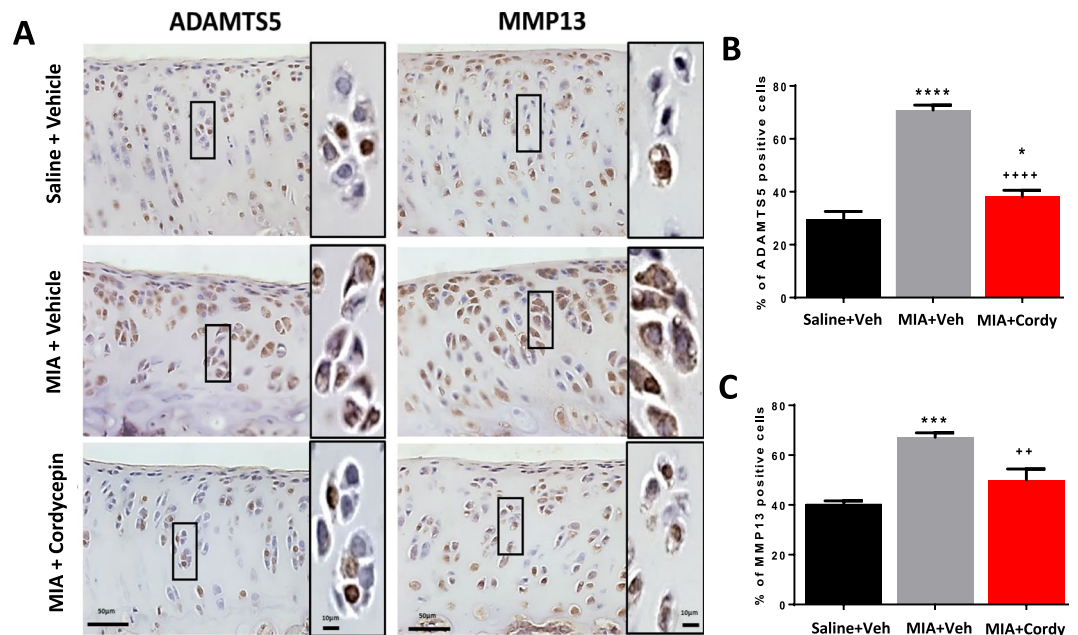 A
ADAMTS5
MMP13
Saline + Vehicle
MIA + Vehicle
MIA + Cordycepin
50µm
10µm
50µm
10µm
B
% of ADAMTS5 positive cells
80
60
40
20
0
****
*
++++
Saline+Veh MIA+Veh MIA+Cordy
C
% of MMP13 positive cells
80
60
40
20
0
***
++
Saline+Veh MIA+Veh MIA+Cordy